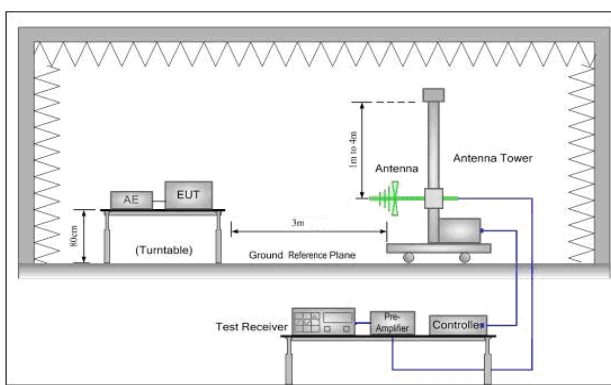 1m to 4m
Antenna
Antenna Tower
AE
EUT
80cm
(Turntable)
3m
Ground Reference Plane
Test Receiver
Pre-
Amplifier
Controller